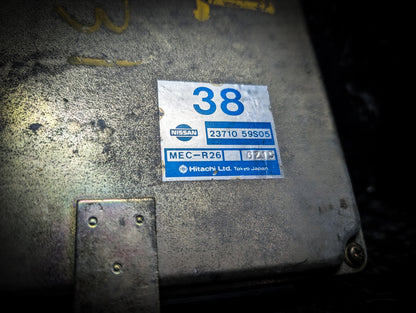 38
NISSAN
23710 59S05
MEC-R26
Hitachi Ltd. Tokyo Japan